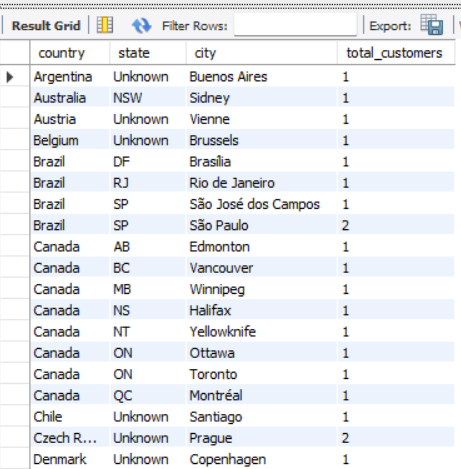 Result Grid Filter Rows: Export:
country state city total_customers
Argentina Unknown Buenos Aires 1
Australia NSW Sidney 1
Austria Unknown Vienne 1
Belgium Unknown Brussels 1
Brazil DF Brasília 1
Brazil RJ Rio de Janeiro 1
Brazil SP São José dos Campos 1
Brazil SP São Paulo 2
Canada AB Edmonton 1
Canada BC Vancouver 1
Canada MB Winnipeg 1
Canada NS Halifax 1
Canada NT Yellowknife 1
Canada ON Ottawa 1
Canada ON Toronto 1
Canada QC Montréal 1
Chile Unknown Santiago 1
Czech R... Unknown Prague 2
Denmark Unknown Copenhagen 1